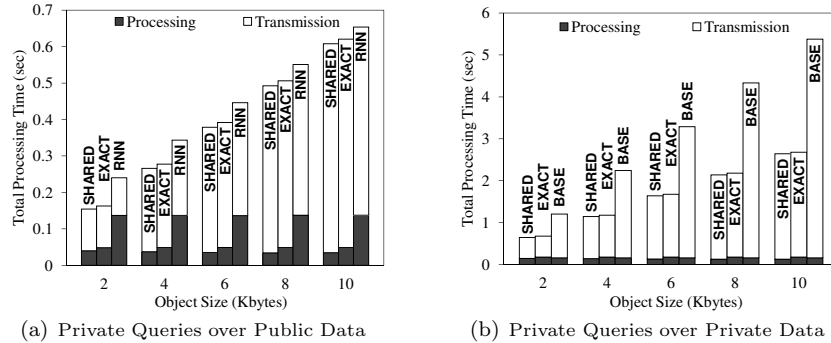 0.7
0.6
0.5
0.4
0.3
0.2
0.1
0
Total Processing Time (sec)
Processing
Transmission
SHARED
EXACT
RNN
SHARED
EXACT
RNN
SHARED
EXACT
RNN
SHARED
EXACT
RNN
SHARED
EXACT
RNN
2 4 6 8 10
Object Size (Kbytes)
(a) Private Queries over Public Data
6
5
4
3
2
1
0
Total Processing Time (sec)
Processing
Transmission
SHARED
EXACT
BASE
SHARED
EXACT
BASE
SHARED
EXACT
BASE
SHARED
EXACT
BASE
SHARED
EXACT
BASE
2 4 6 8 10
Object Size (Kbytes)
(b) Private Queries over Private Data